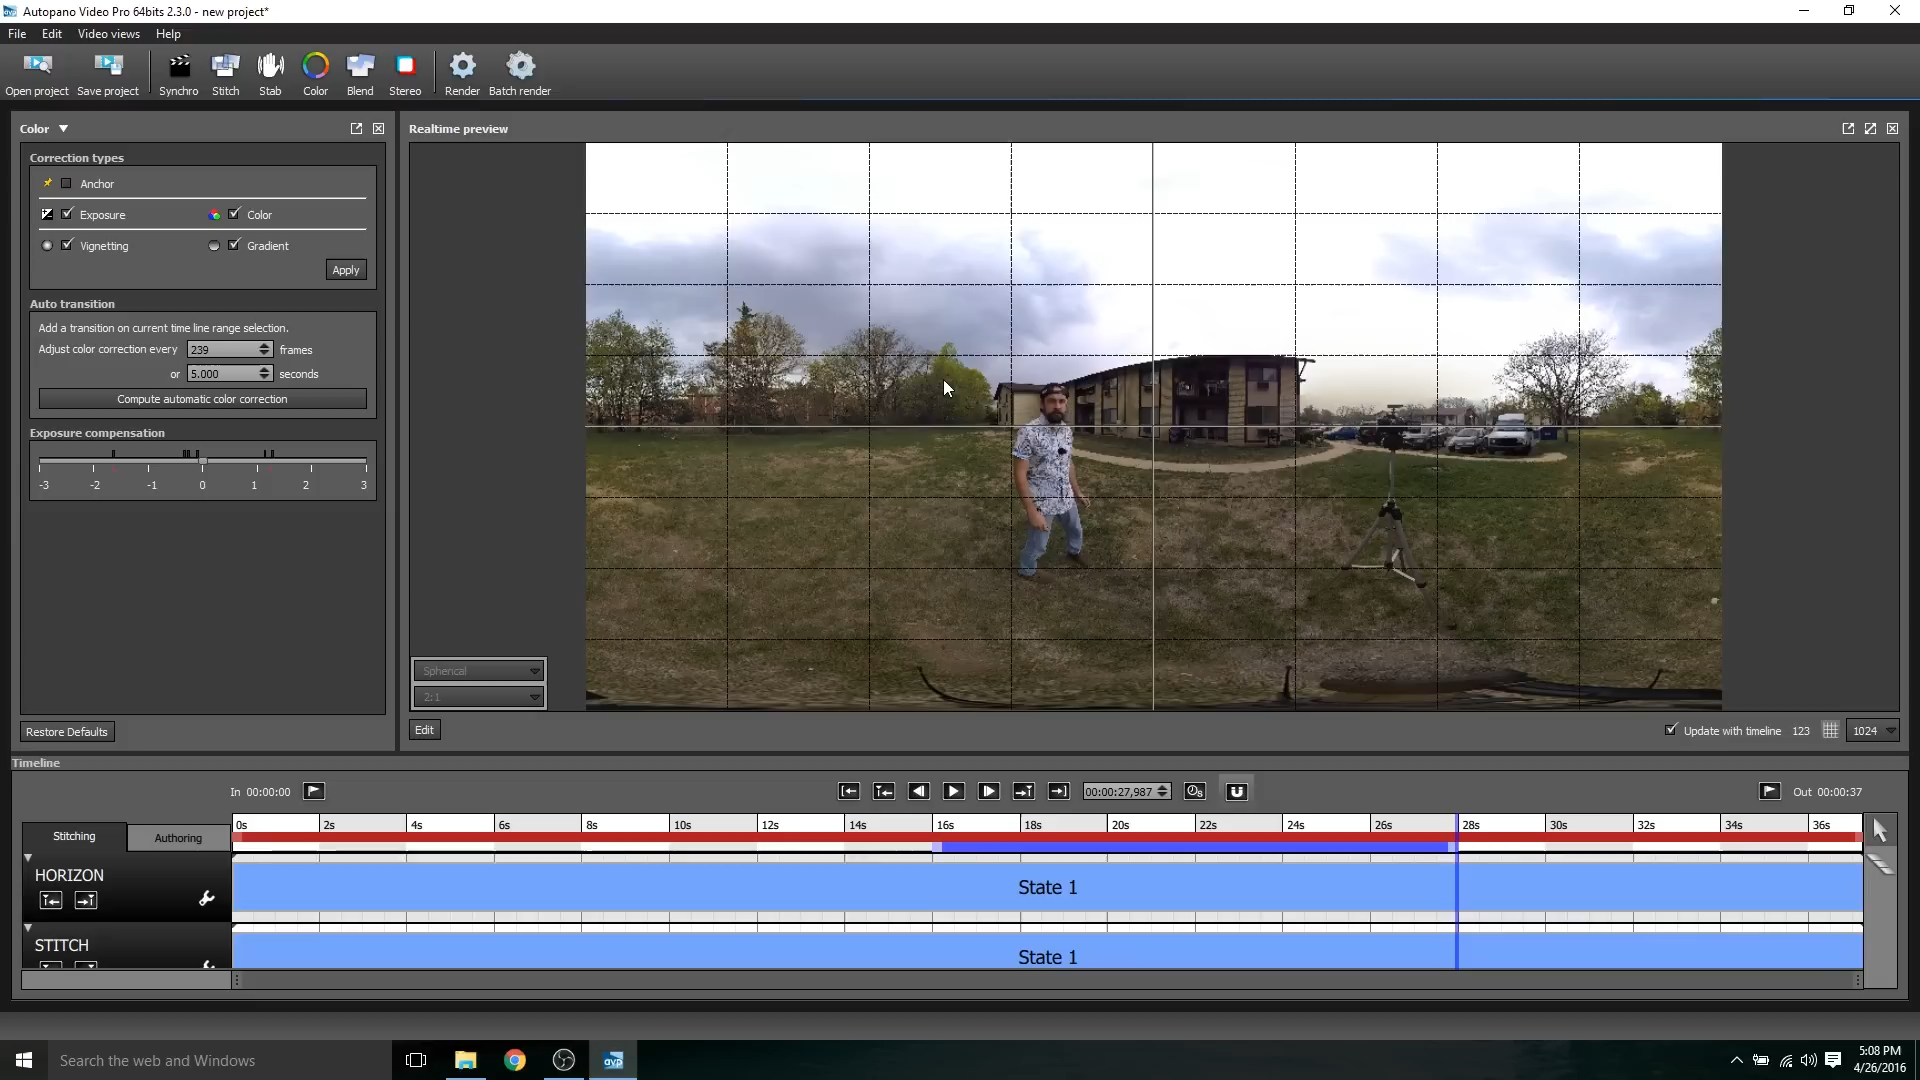 Autopano Video Pro 64bits 2.3.0 - new project*
File Edit Video views Help
Open project Save project Synchro Stitch Stab Color Blend Stereo Render Batch render
Color
Realtime preview
Correction types
Anchor
Exposure Color
Vignetting Gradient
Apply
Auto transition
Add a transition on current time line range selection.
Adjust color correction every 239 frames
or 5.000 seconds
Compute automatic color correction
Exposure compensation
-3 -2 -1 0 1 2 3
Spherical
2:1
Restore Defaults
Edit
Update with timeline 123 1024
Timeline
In 00:00:00 00:00:27,987 Out 00:00:37
Stitching Authoring
0s 2s 4s 6s 8s 10s 12s 14s 16s 18s 20s 22s 24s 26s 28s 30s 32s 34s 36s
HORIZON
State 1
STITCH
State 1
Search the web and Windows
avp
5:08 PM
4/26/2016